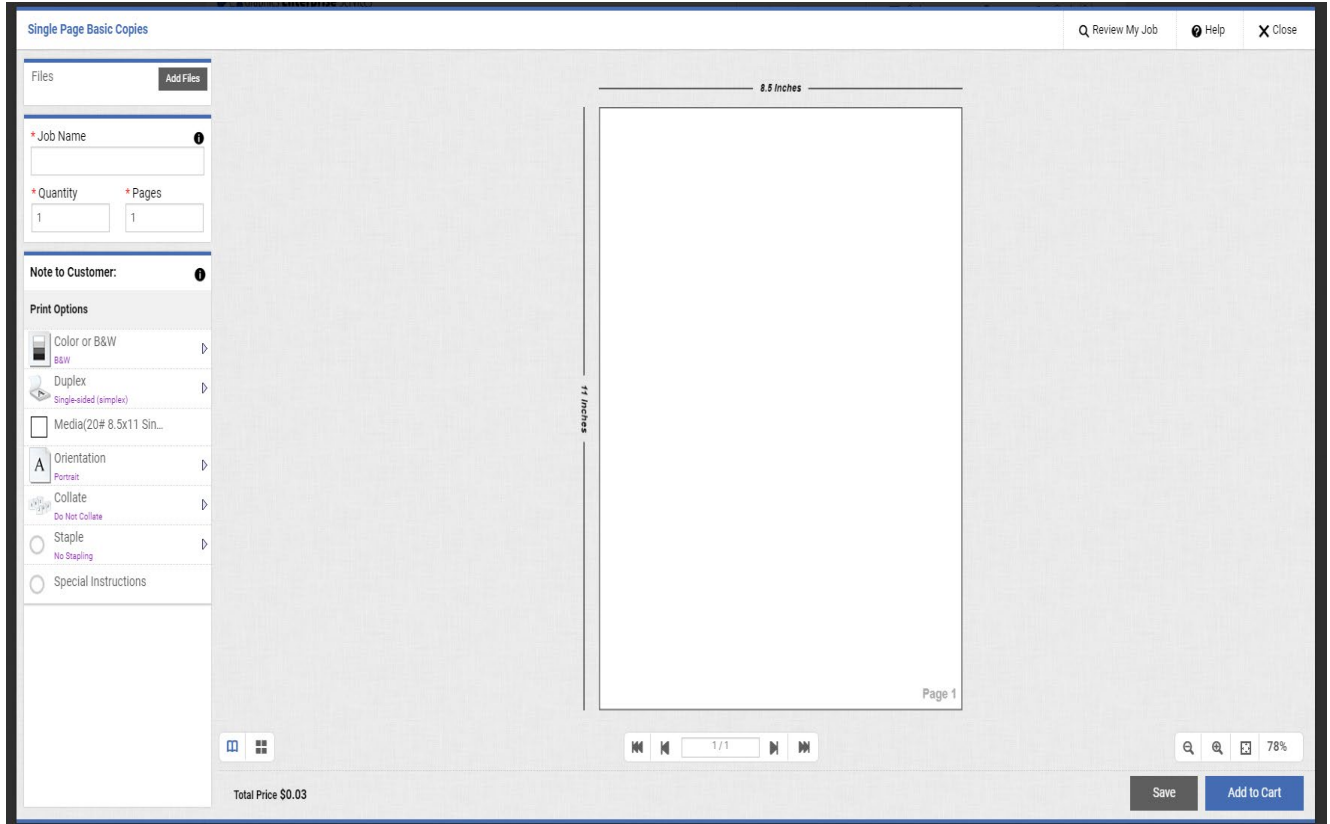 Single Page Basic Copies
Review My Job
Help
Close
Files
Add Files
* Job Name
* Quantity
* Pages
1
1
Note to Customer:
Print Options
Color or B&W
B&W
Duplex
Single-sided (simplex)
Media(20# 8.5x11 Sin...
A
Orientation
Portrait
Collate
Do Not Collate
Staple
No Stapling
Special Instructions
8.5 Inches
11 Inches
Page 1
1 / 1
78%
Total Price $0.03
Save
Add to Cart